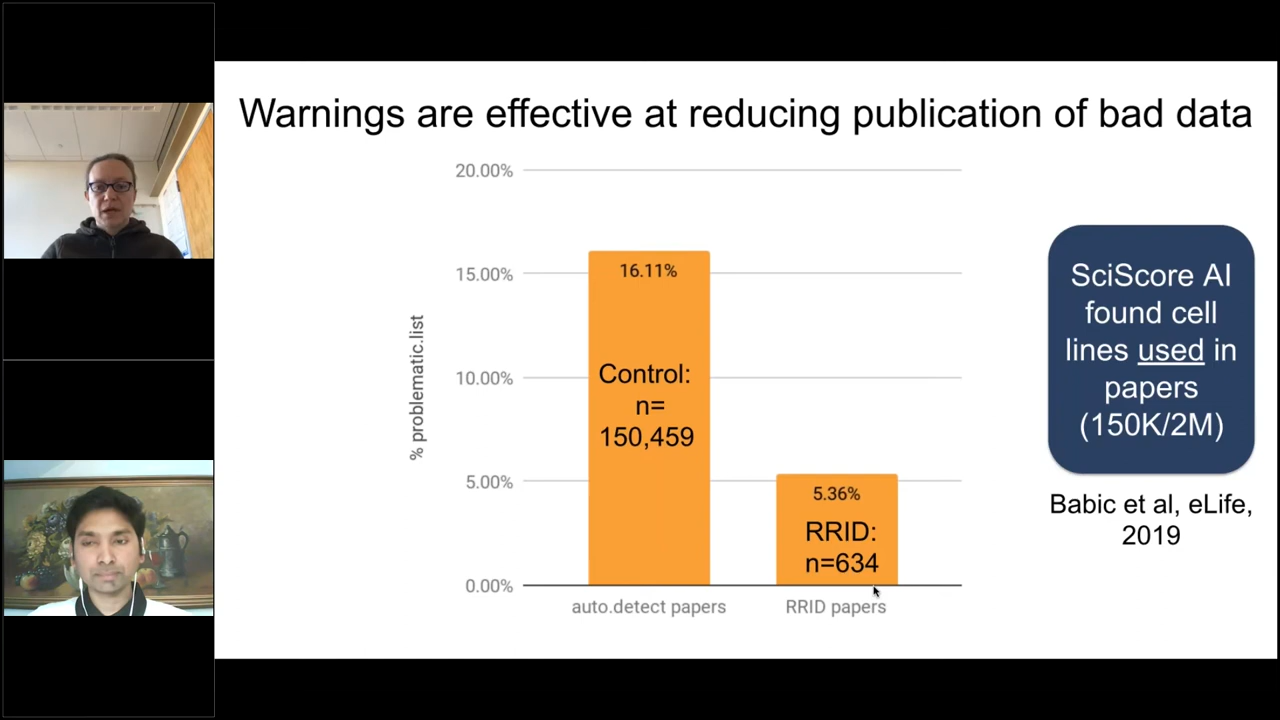 Warnings are effective at reducing publication of bad data
20.00%
15.00%
10.00%
5.00%
0.00%
% problematic.list
16.11%
Control:
n=
150,459
5.36%
RRID:
n=634
auto.detect papers
RRID papers
SciScore AI
found cell
lines used in
papers
(150K/2M)
Babic et al, eLife,
2019